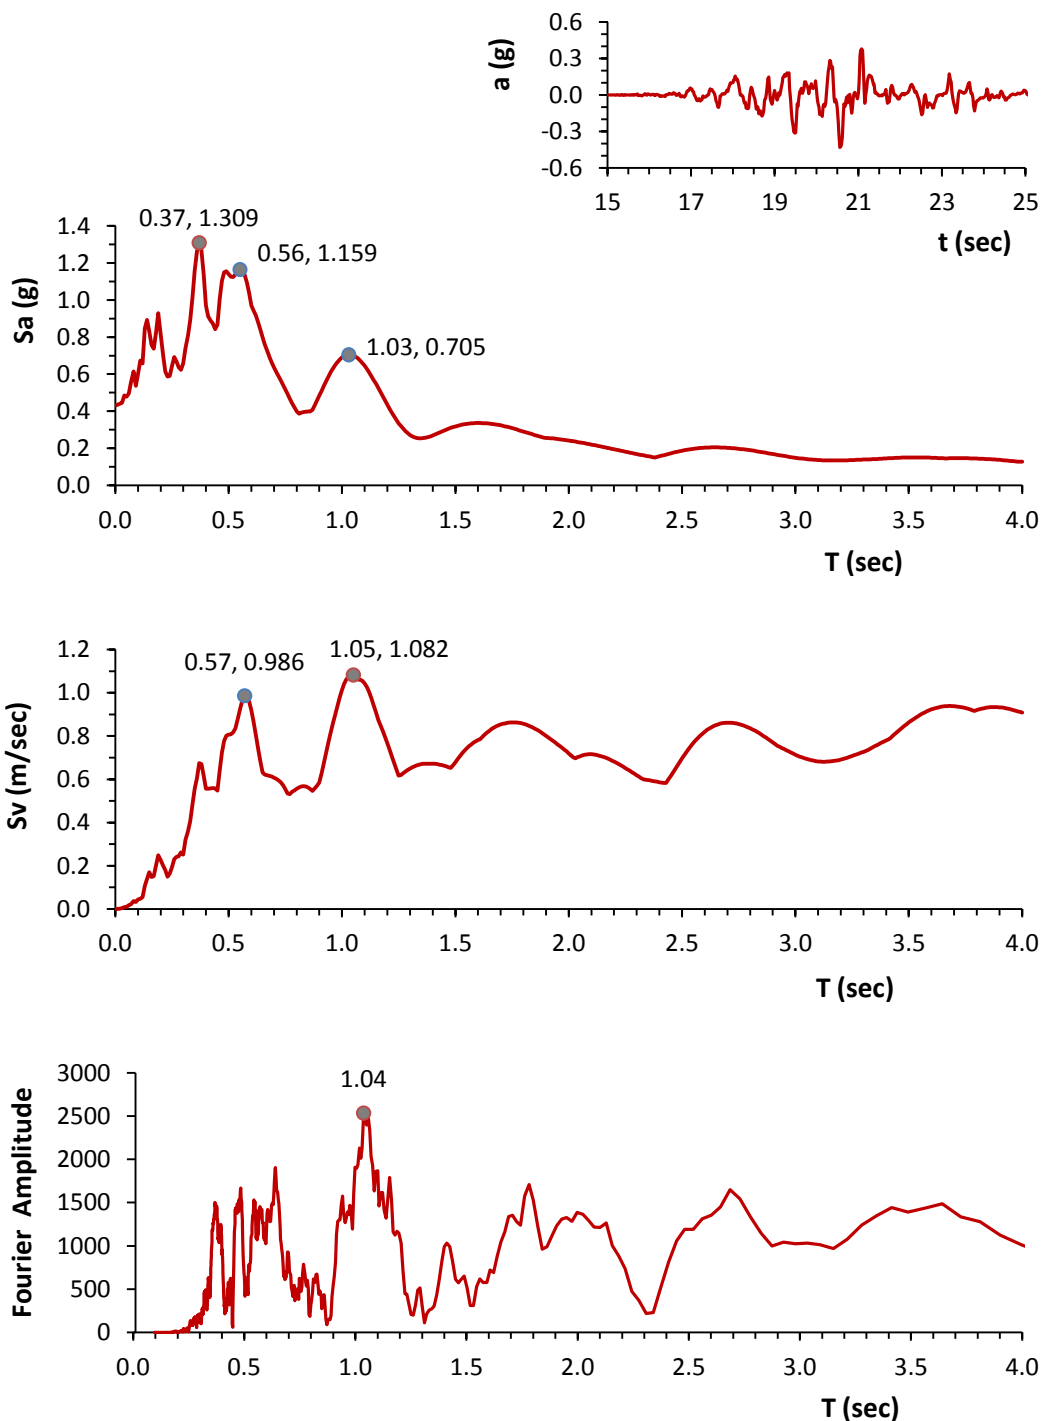 a (g)
0.6
0.3
0.0
-0.3
-0.6
15 17 19 21 23 25
t (sec)
Sa (g)
0.37, 1.309
0.56, 1.159
1.03, 0.705
1.4
1.2
1.0
0.8
0.6
0.4
0.2
0.0
0.0 0.5 1.0 1.5 2.0 2.5 3.0 3.5 4.0
T (sec)
Sv (m/sec)
0.57, 0.986
1.05, 1.082
1.2
1.0
0.8
0.6
0.4
0.2
0.0
0.0 0.5 1.0 1.5 2.0 2.5 3.0 3.5 4.0
T (sec)
Fourier Amplitude
1.04
3000
2500
2000
1500
1000
500
0
0.0 0.5 1.0 1.5 2.0 2.5 3.0 3.5 4.0
T (sec)